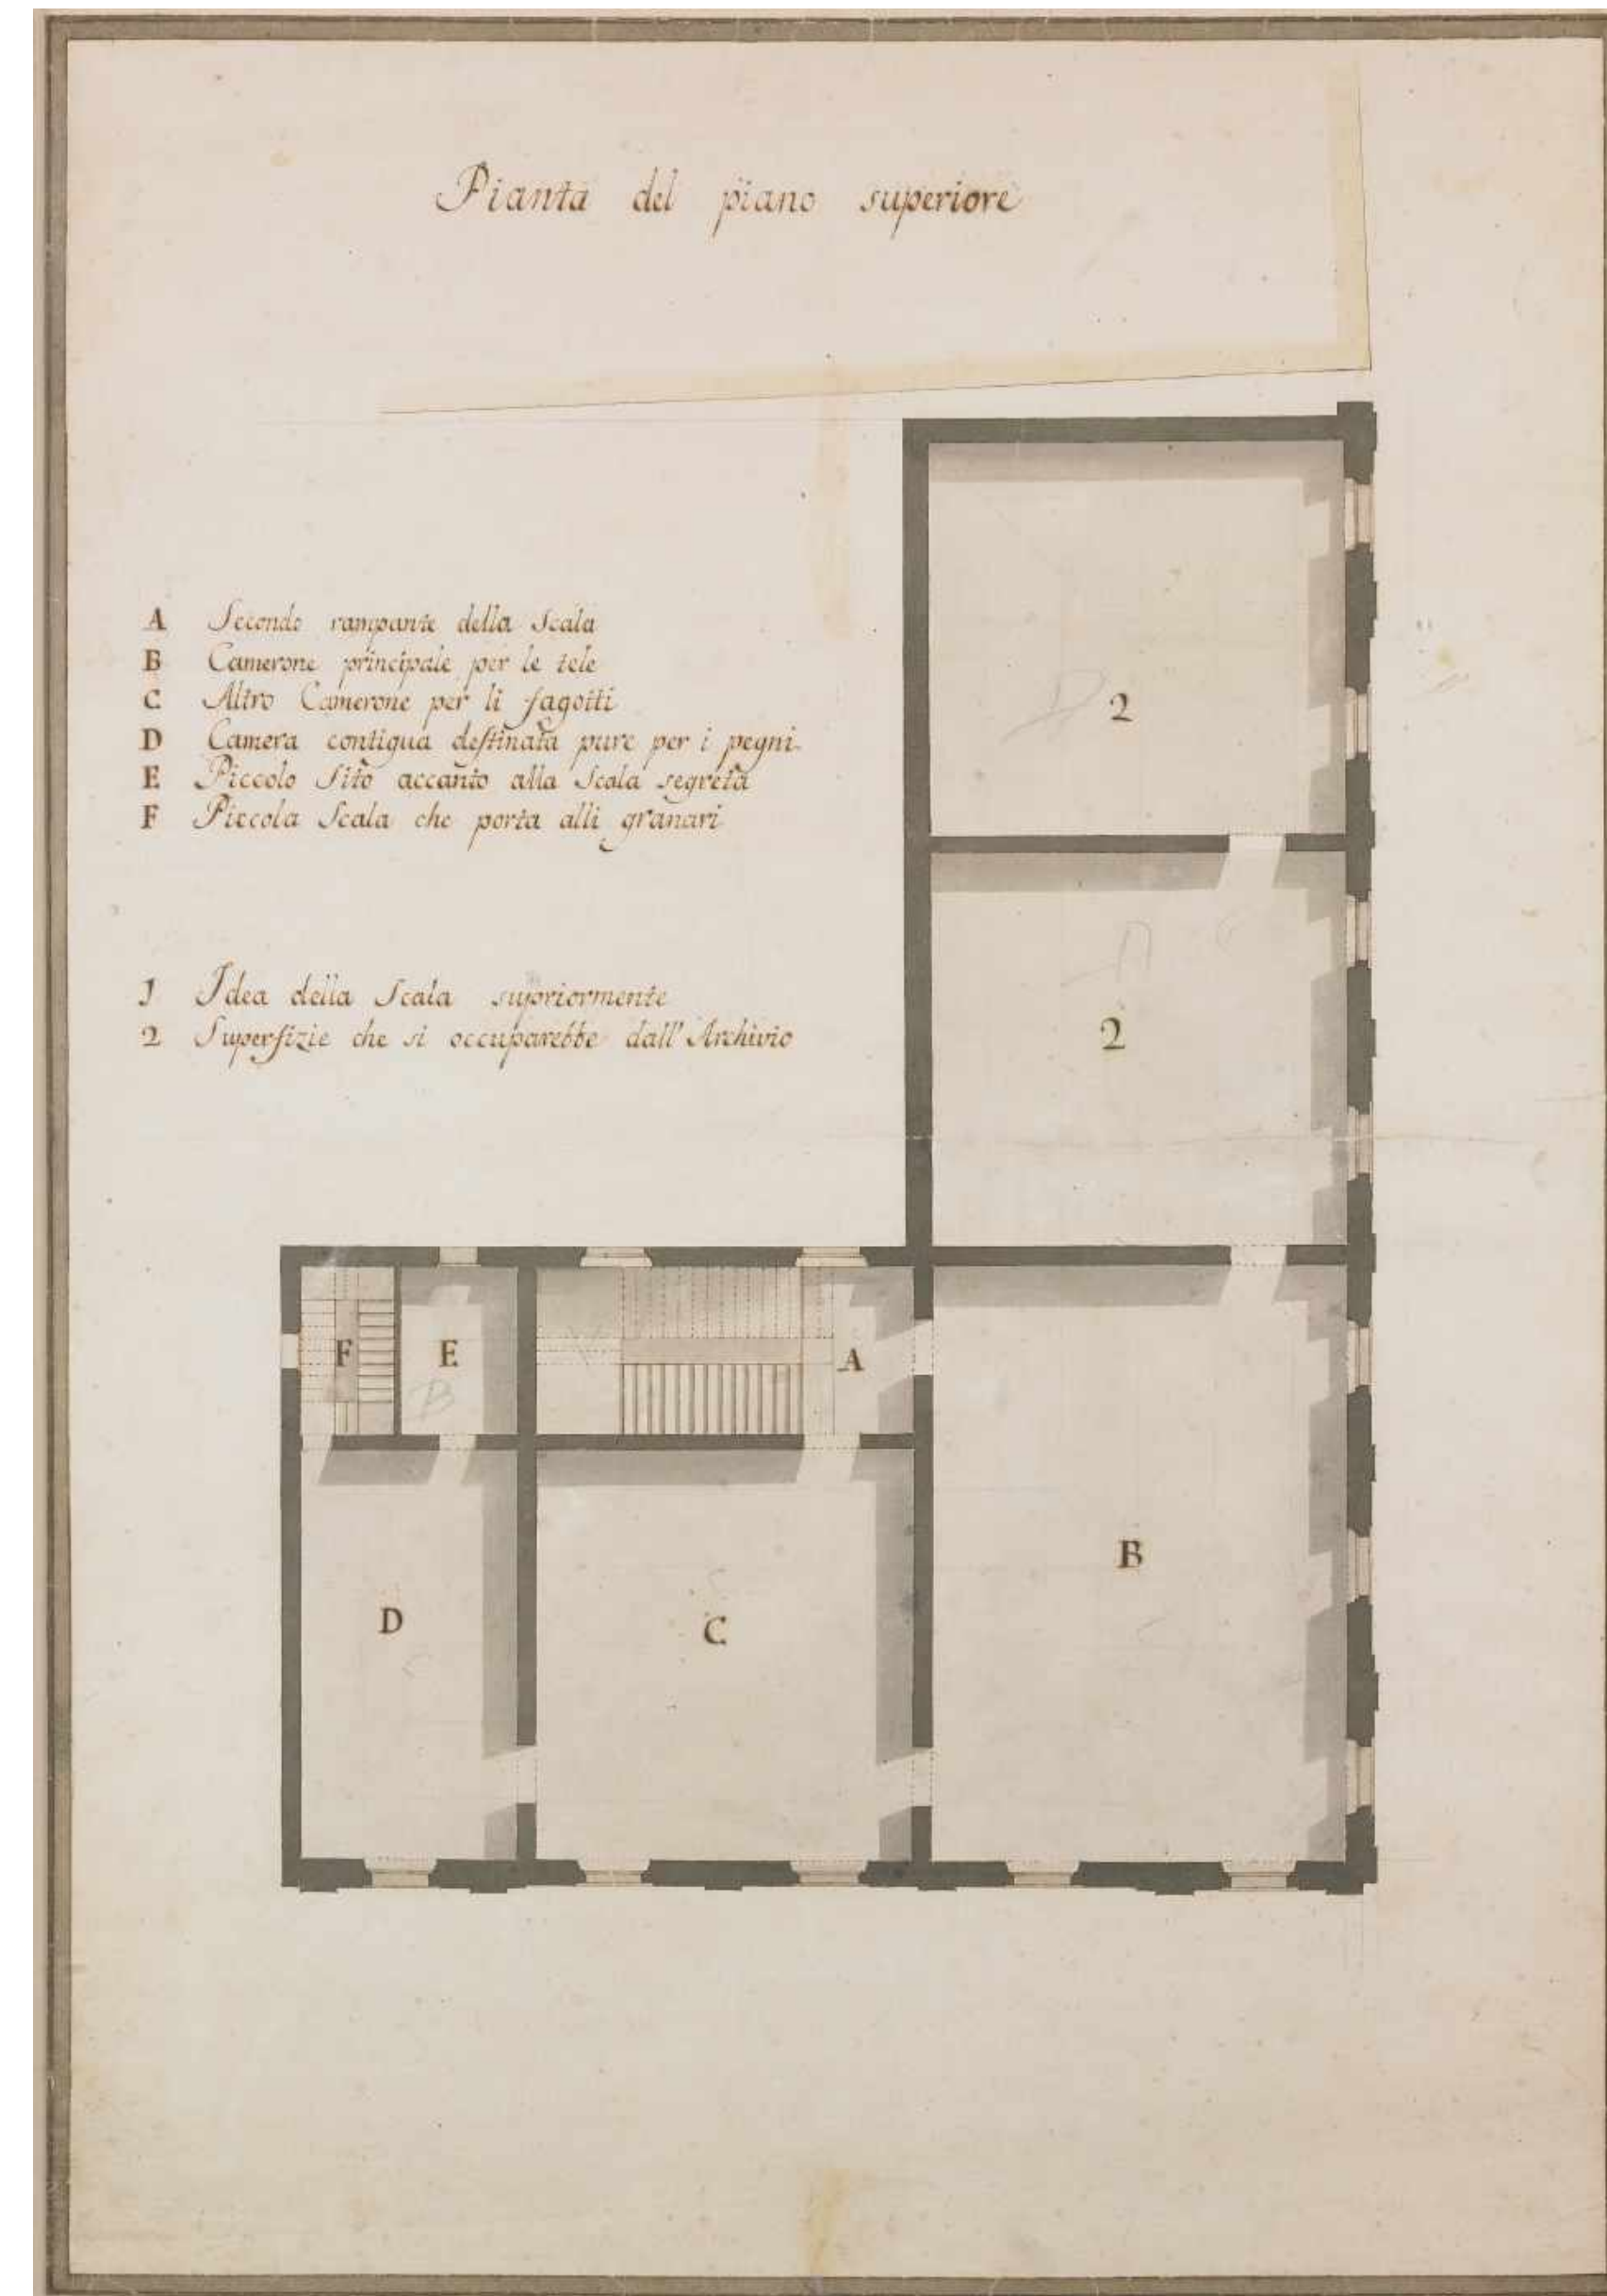 Pianta del piano superiore
A Secondo rampante della Scala
B Camerone principale per le tele
C Altro Camerone per li fagotti
D Camera contigua destinata pure per i pegni
E Piccolo Sito accanto alla Scala segreta
F Piccola Scala che porta alli granari
1 Idea della Scala superiormente
2 Superfizie che si occuparebbe dall'Archivio
2
2
F
E
A
B
D
C